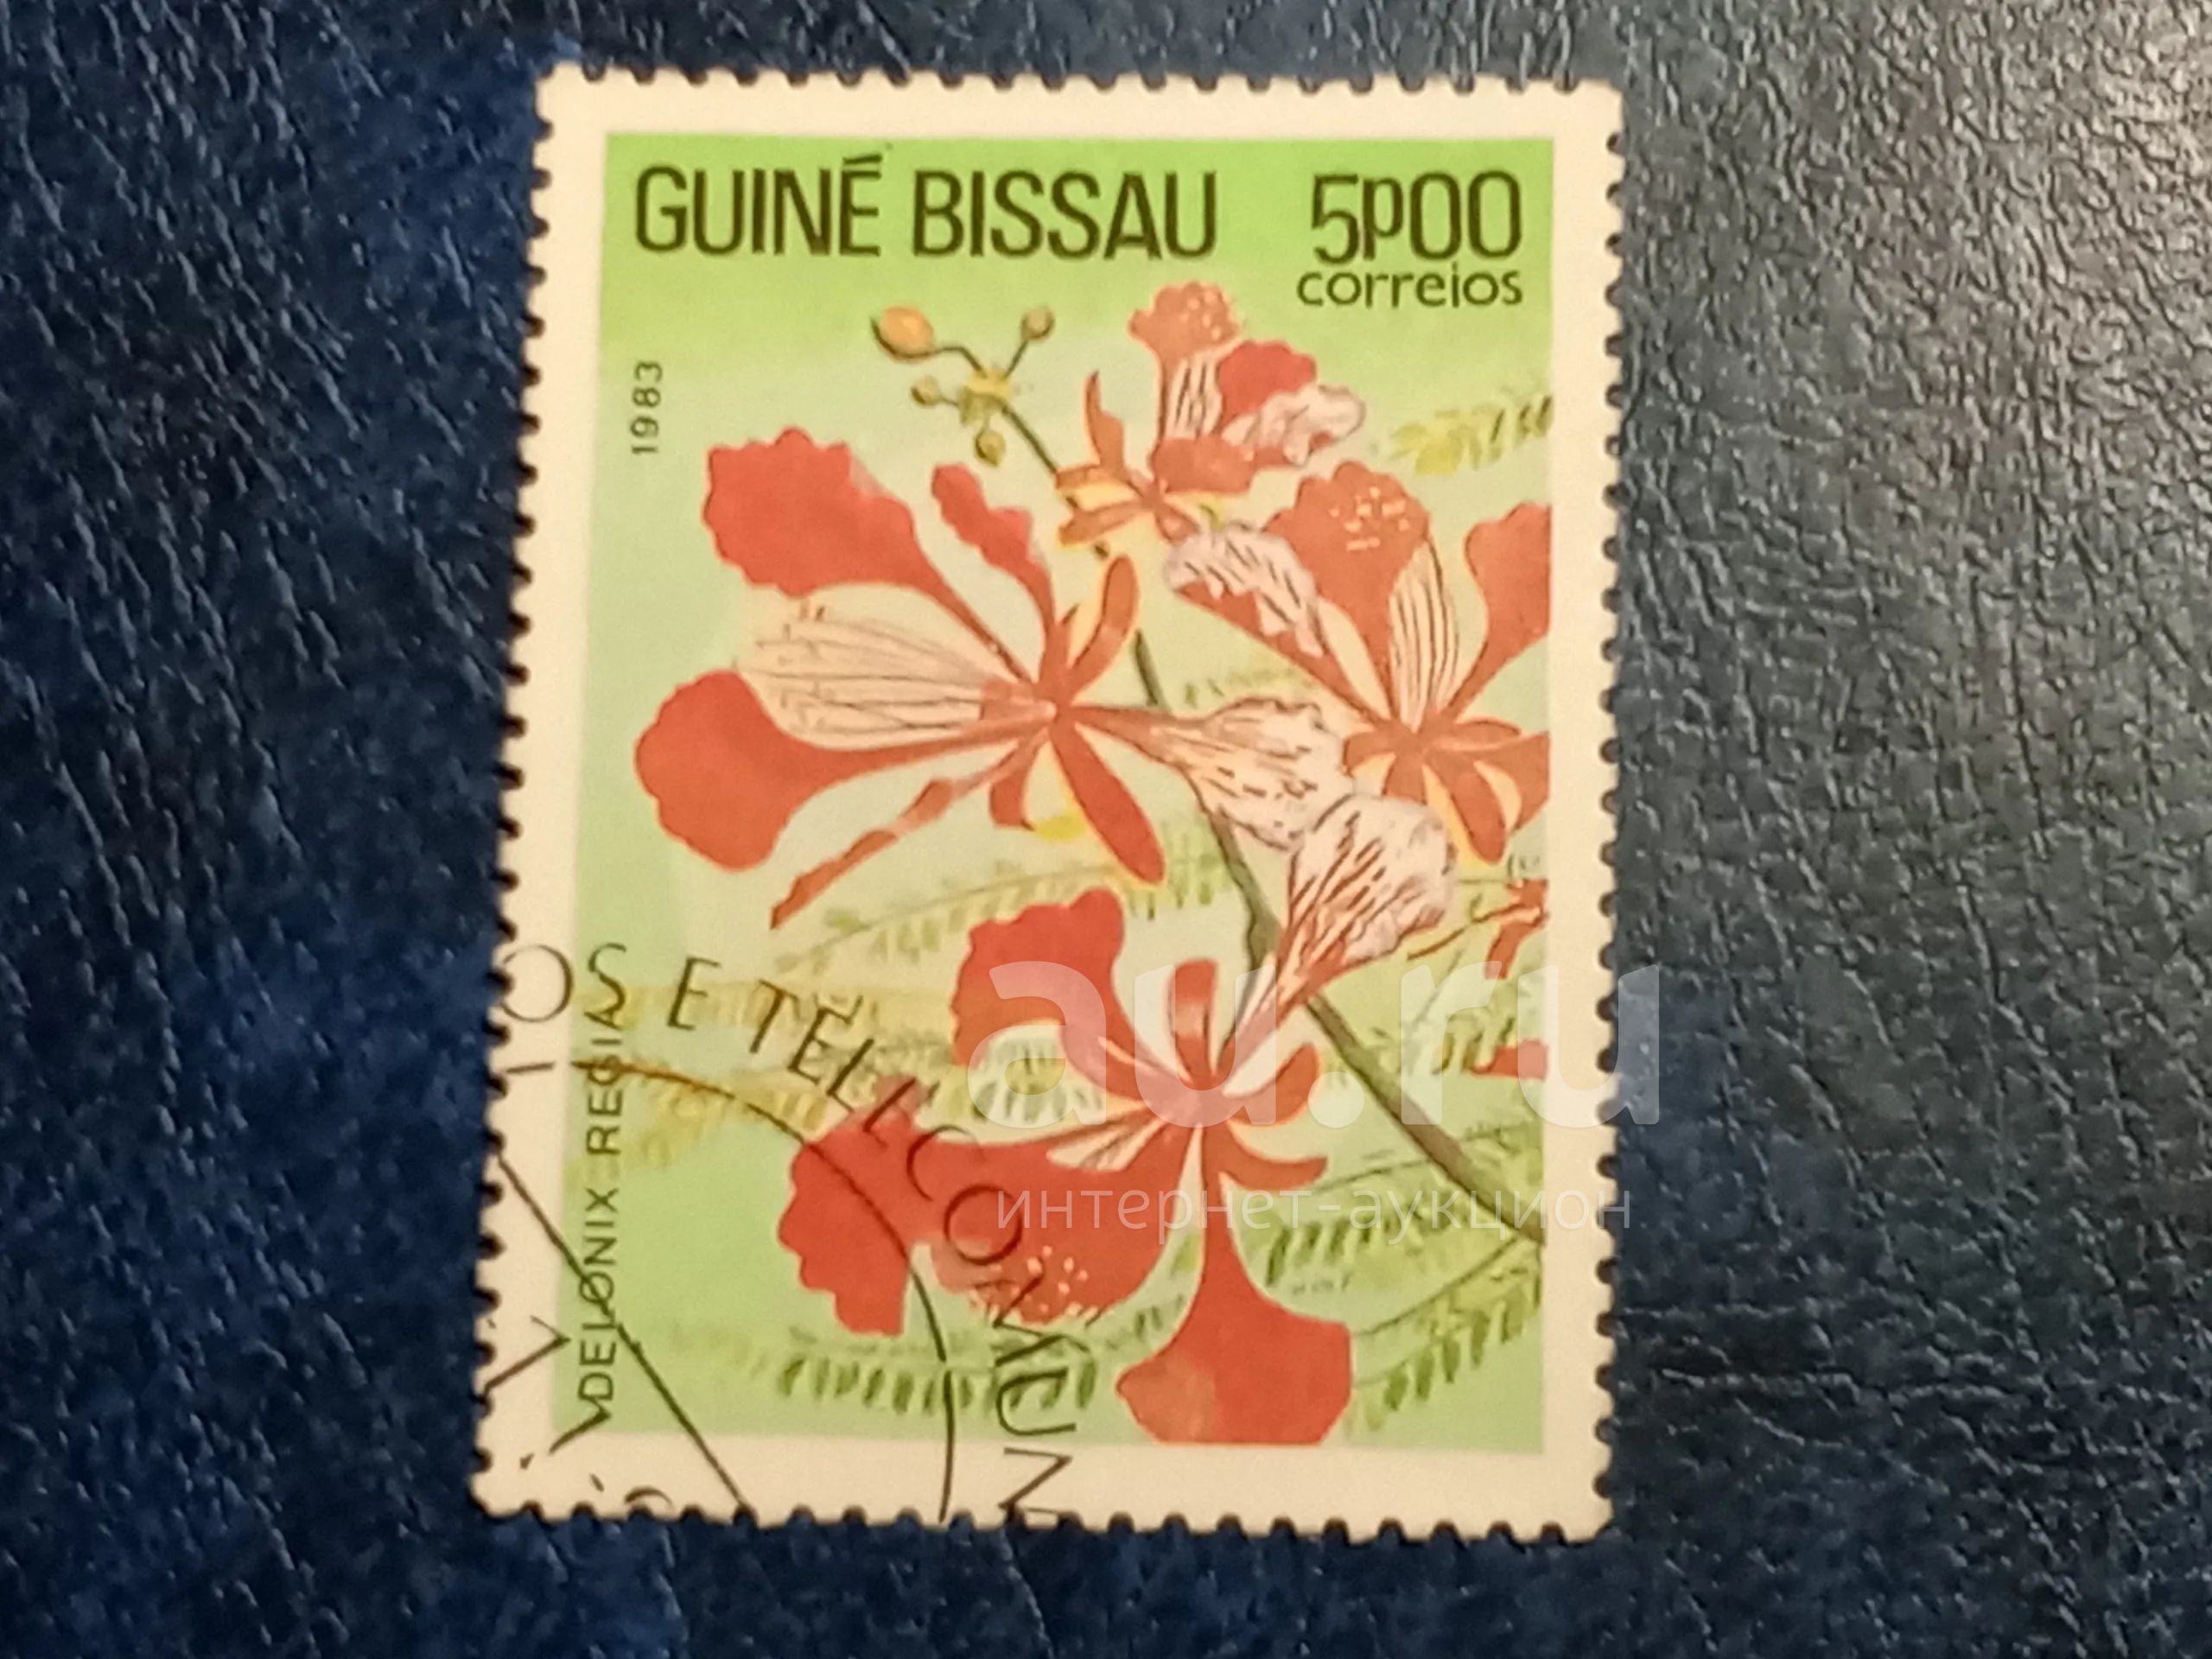 GUINÉ BISSAU 5P00
correios
1983
DELONIX REGIA
OS E TELECOMUN
au.ru
интернет-аукцион